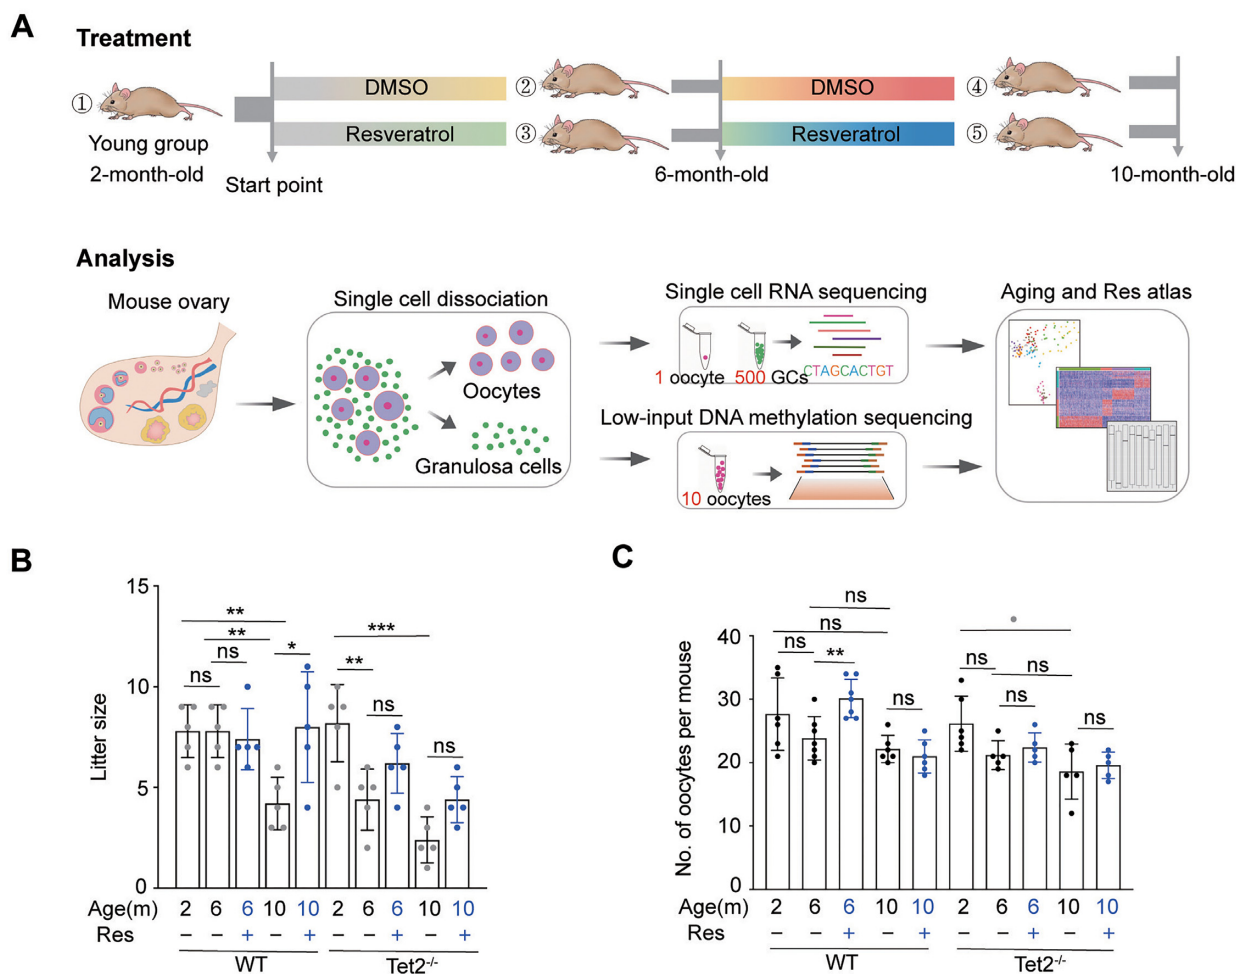 A
Treatment
① DMSO ② DMSO ④
Resveratrol ③ Resveratrol ⑤
Young group
2-month-old
Start point
6-month-old
10-month-old
Analysis
Mouse ovary
Single cell dissociation
Oocytes
Granulosa cells
Single cell RNA sequencing
1 oocyte 500 GCs CTAGCACTGT
Low-input DNA methylation sequencing
10 oocytes
Aging and Res atlas
B
Litter size
15
10
5
0
**
**
ns
ns
*
***
**
ns
ns
Age(m) 2 6 6 10 10 2 6 6 10 10
Res − − + − + − − + − +
WT Tet2-/-
C
No. of oocytes per mouse
40
30
20
10
0
ns
ns
ns
**
ns
ns
ns
ns
ns
Age(m) 2 6 6 10 10 2 6 6 10 10
Res − − + − + − − + − +
WT Tet2-/-